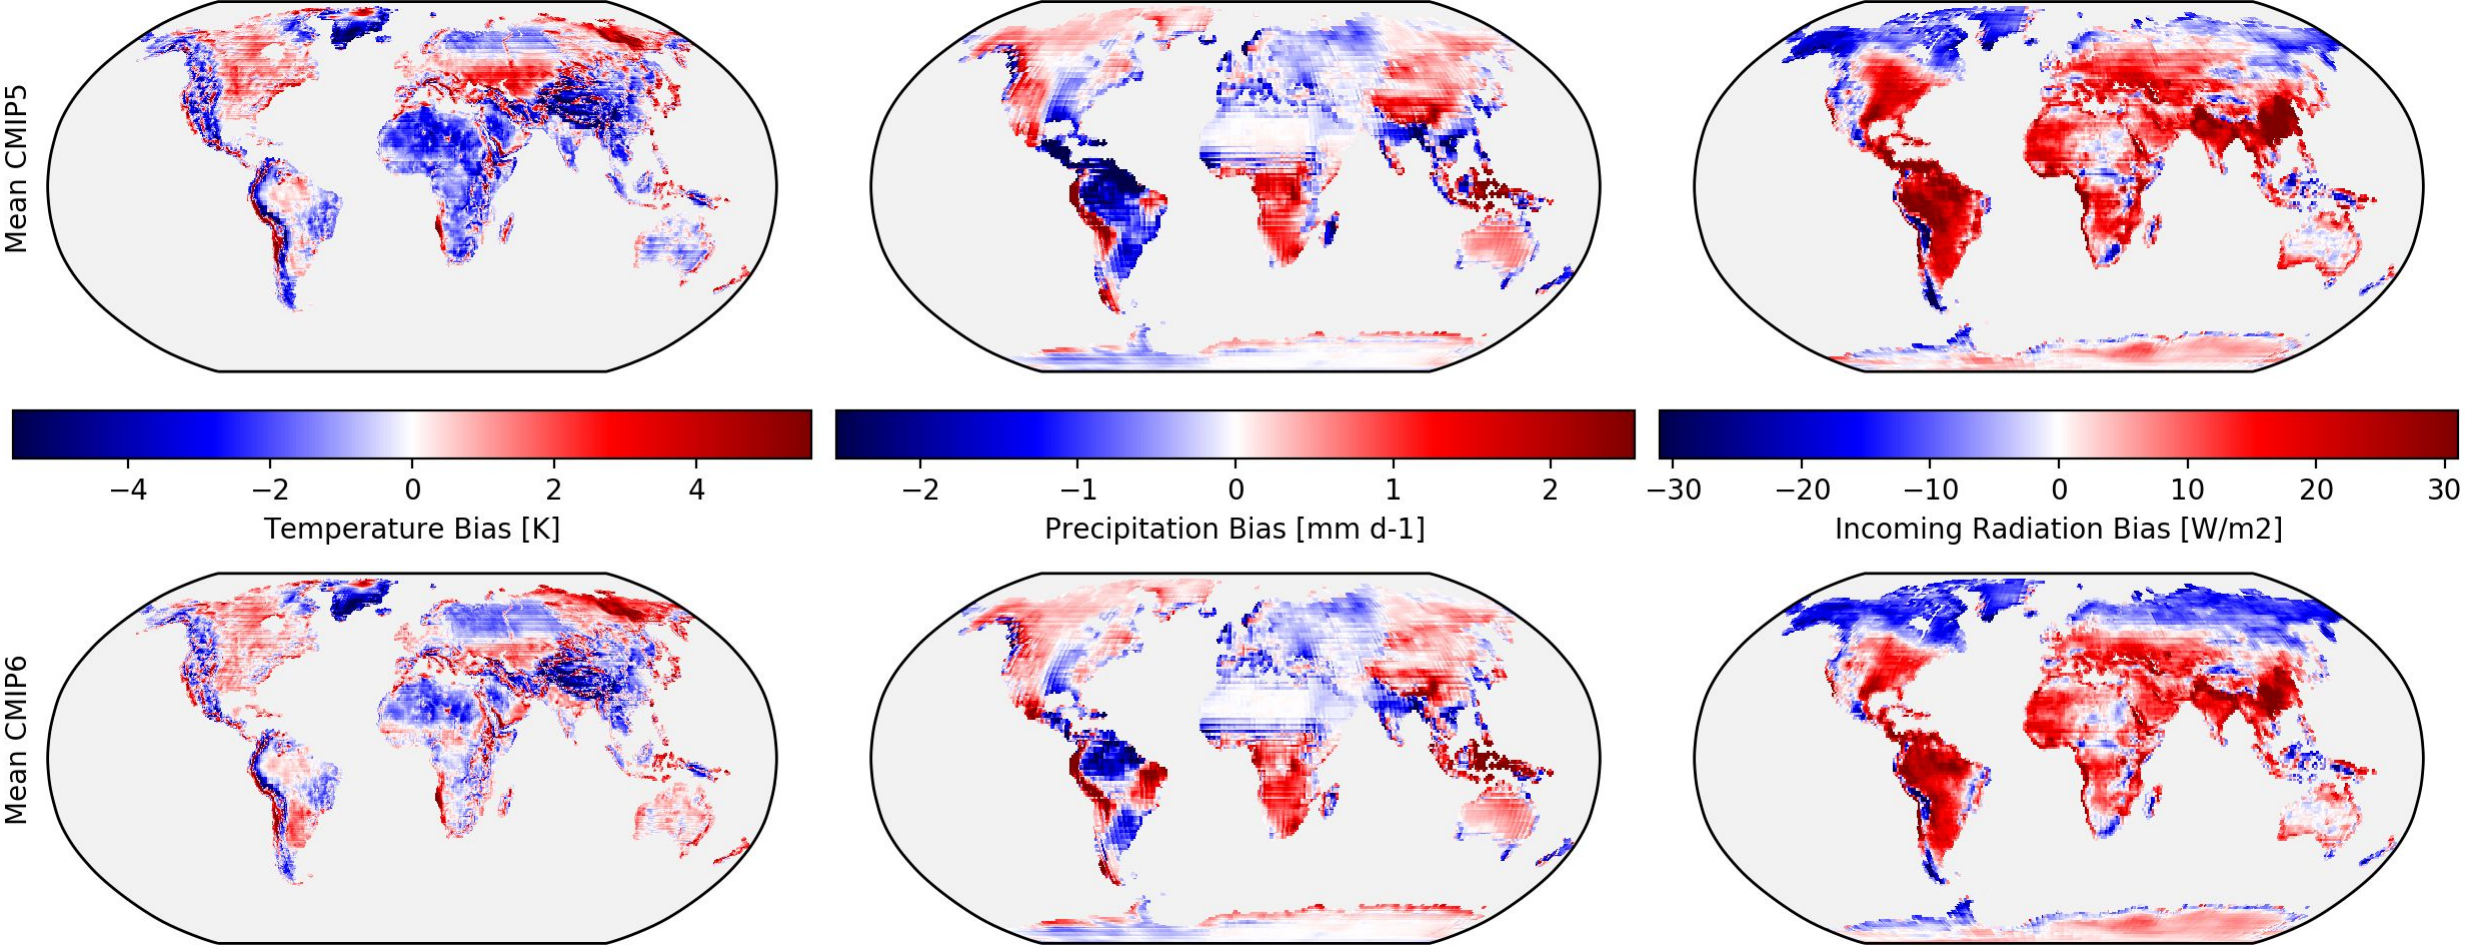 Mean CMIP5
−4 −2 0 2 4
Temperature Bias [K]
−2 −1 0 1 2
Precipitation Bias [mm d-1]
−30 −20 −10 0 10 20 30
Incoming Radiation Bias [W/m2]
Mean CMIP6